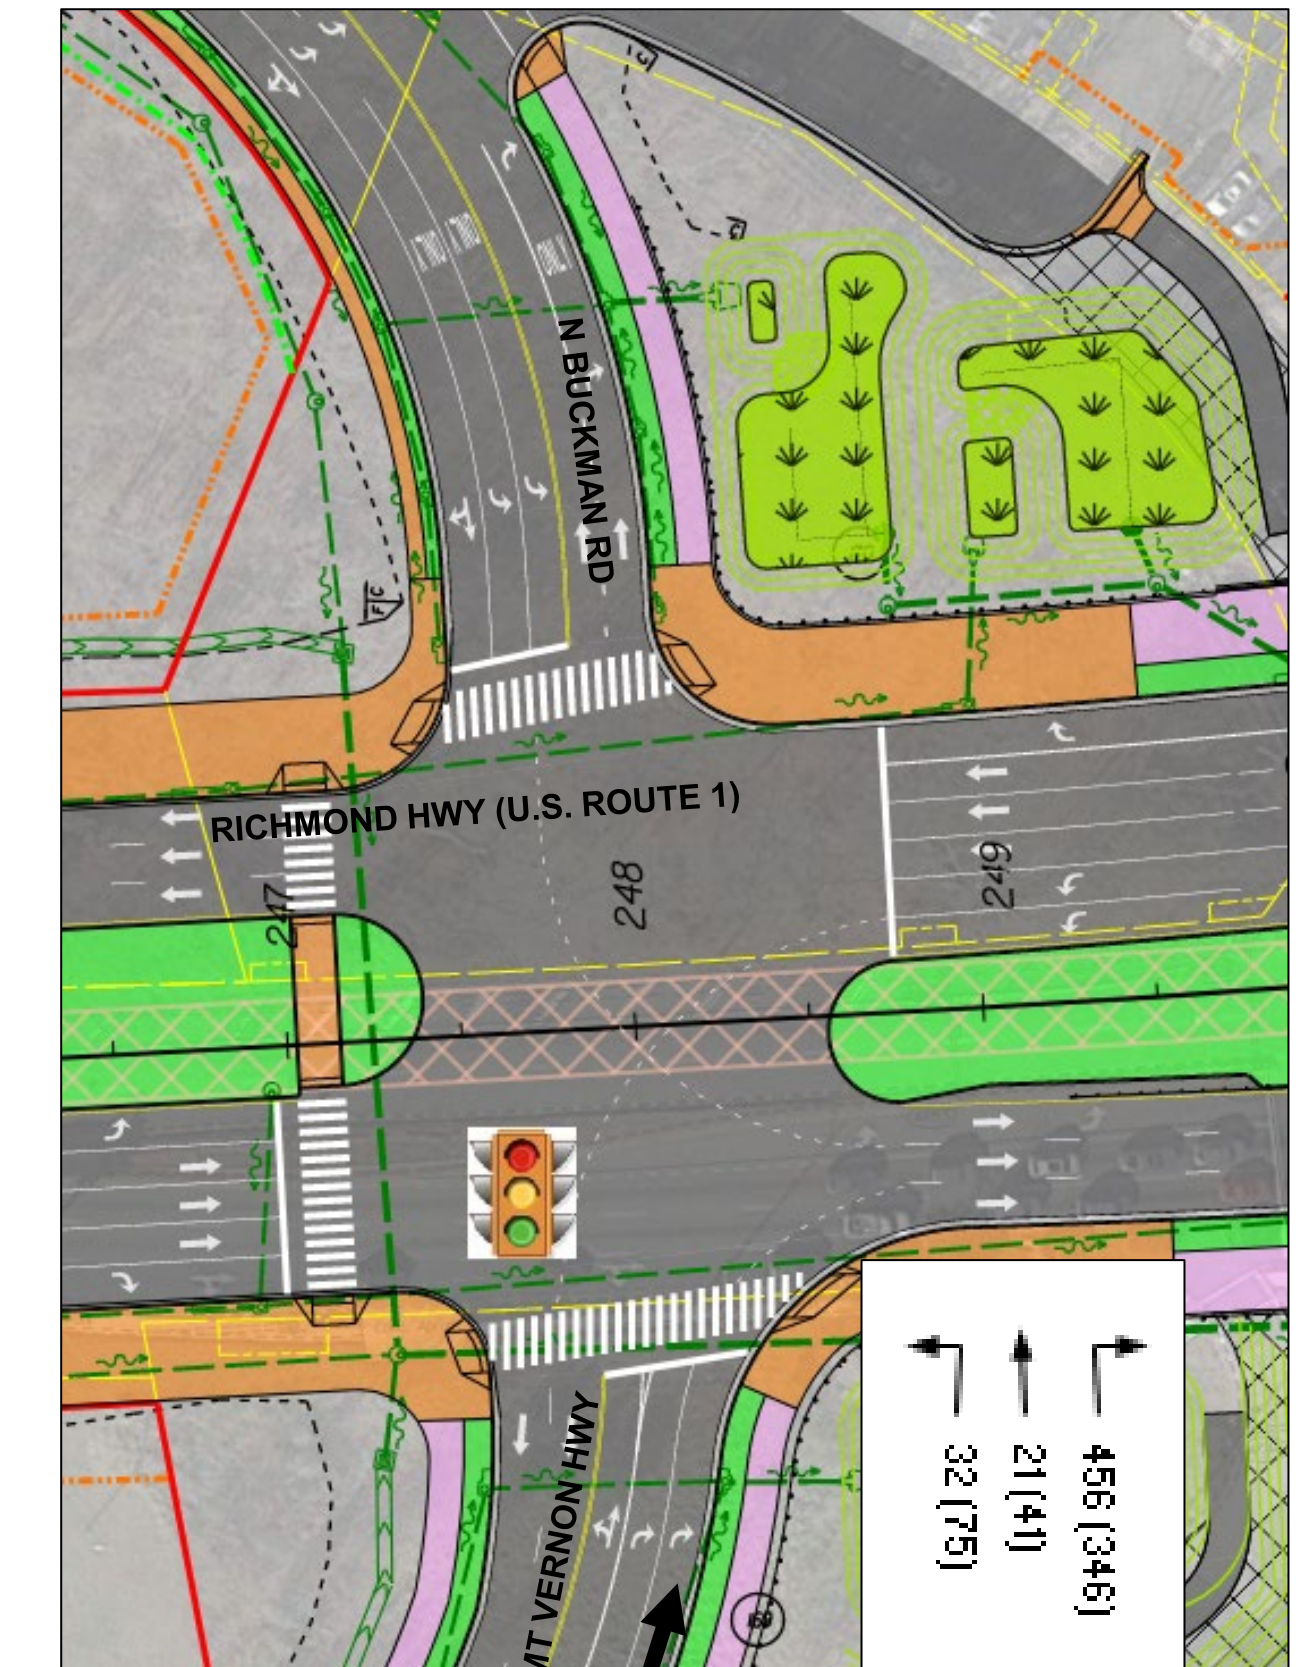 N BUCKMAN RD
RICHMOND HWY (U.S. ROUTE 1)
247
248
249
C
F
MT VERNON HWY
32 (75)
21 (41)
456 (346)